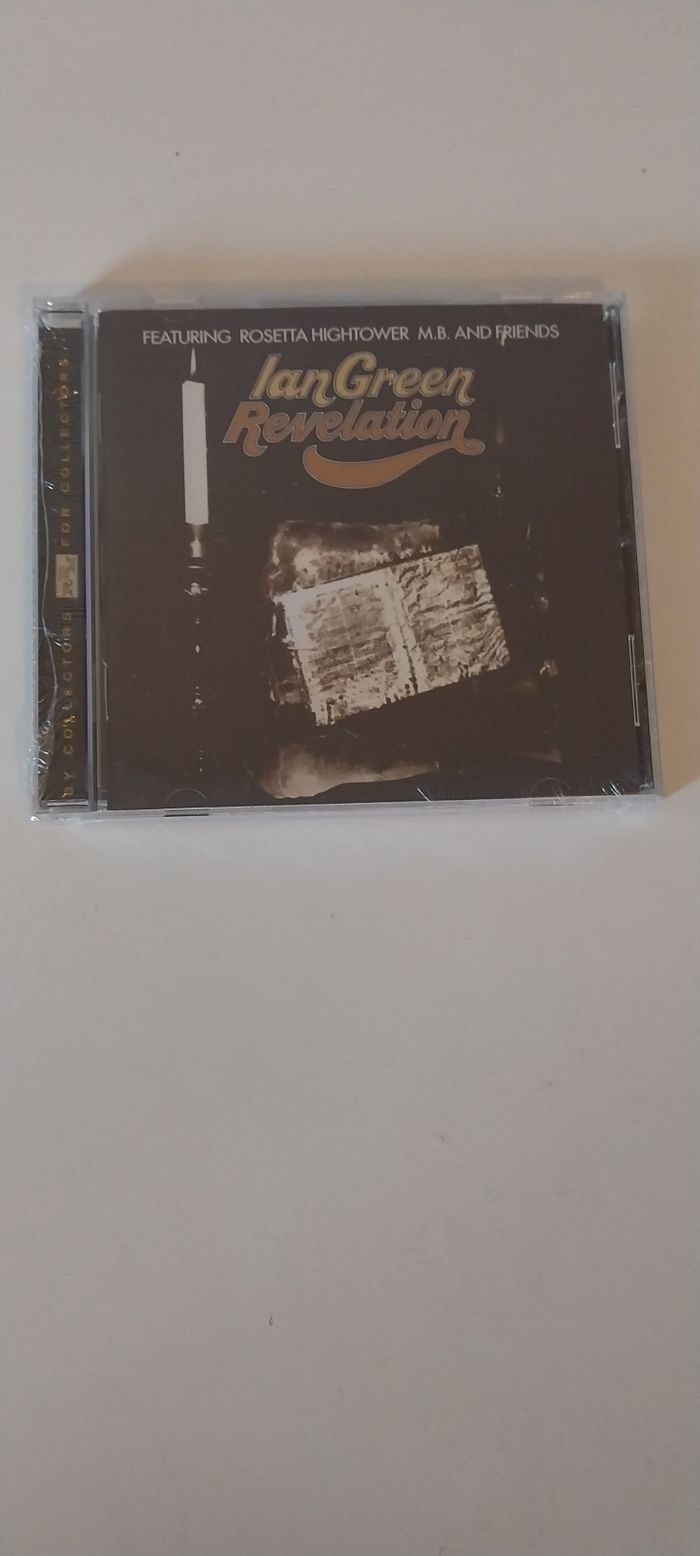 FEATURING ROSETTA HIGHTOWER M.B. AND FRIENDS
Ian Green
Revelation
BY COLLECTORS FOR COLLECTORS